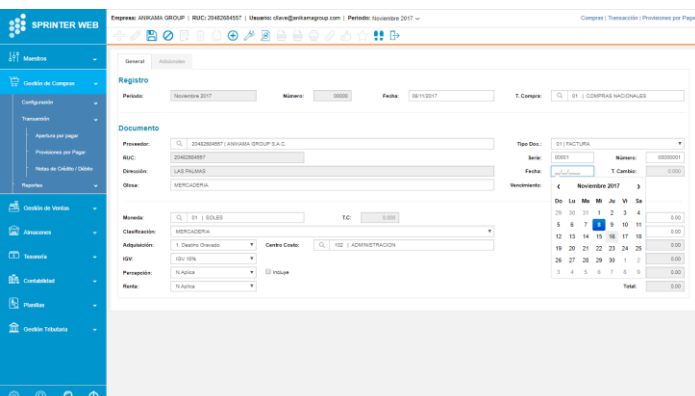 SPRINTER WEB
Empresa: ANIKAMA GROUP | RUC: 20482684557 | Usuario: cllave@anikamagroup.com | Periodo: Noviembre 2017
Compras | Transacción | Provisiones por Pagar
Maestros
Gestión de Compras
Configuración
Transacción
Apertura por pagar
Provisiones por Pagar
Notas de Crédito / Débito
Reportes
Gestión de Ventas
Almacenes
Tesorería
Contabilidad
Planillas
Gestión Tributaria
General Adicionales
Registro
Periodo: Noviembre 2017 Número: 00000 Fecha: 08/11/2017 T. Compra: 01 | COMPRAS NACIONALES
Documento
Proveedor: 20482684557 | ANIKAMA GROUP S.A.C. Tipo Doc.: 01 | FACTURA
RUC: 20482684557 Serie: 00001 Número: 00000001
Dirección: LAS PALMAS Fecha: __/__/____ T. Cambio: 0.000
Glosa: MERCADERIA Vencimiento:
Noviembre 2017
Do Lu Ma Mi Ju Vi Sa
29 30 31 1 2 3 4
5 6 7 8 9 10 11
12 13 14 15 16 17 18
19 20 21 22 23 24 25
26 27 28 29 30 1 2
3 4 5 6 7 8 9
Moneda: 01 | SOLES T.C: 0.000 0.00
Clasificación: MERCADERIA 0.00
Adquisición: 1. Destino Gravado Centro Costo: 102 | ADMINISTRACION 0.00
IGV: IGV 18% 0.00
Percepción: N Aplica Incluye 0.00
Renta: N Aplica Total: 0.00